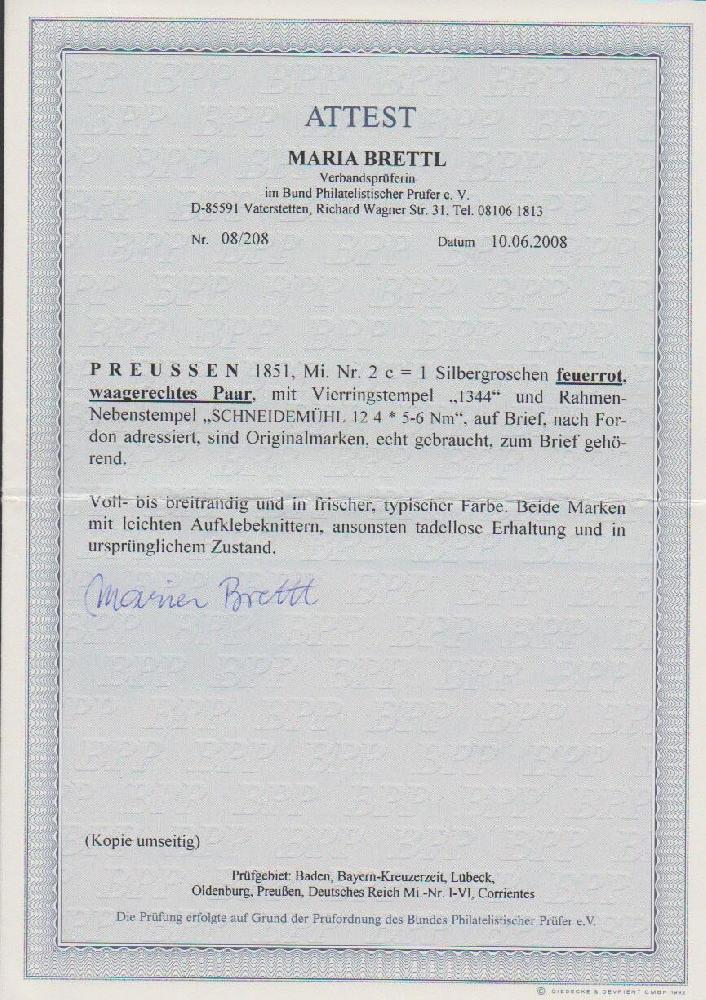 ATTEST
MARIA BRETTL
Verbandsprüferin
im Bund Philatelistischer Prüfer e. V.
D-85591 Vaterstetten, Richard Wagner Str. 31, Tel. 08106 1813
Nr. 08/208 Datum 10.06.2008
PREUSSEN 1851, Mi. Nr. 2 c = 1 Silbergroschen feuerrot,
waagerechtes Paar, mit Vierringstempel „1344“ und Rahmen-
Nebenstempel „SCHNEIDEMÜHL 12 4 * 5-6 Nm“, auf Brief, nach For-
don adressiert, sind Originalmarken, echt gebraucht, zum Brief gehö-
rend.
Voll- bis breitrandig und in frischer, typischer Farbe. Beide Marken
mit leichten Aufklebeknittern, ansonsten tadellose Erhaltung und in
ursprünglichem Zustand.
Brettl
(Kopie umseitig)
Prüfgebiet: Baden, Bayern-Kreuzerzeit, Lübeck,
Oldenburg, Preußen, Deutsches Reich Mi.-Nr. I-VI, Correntes
Die Prüfung erfolgte auf Grund der Prüfordnung des Bundes Philatelistischer Prüfer e.V.
© GIESECKE & DEVRIENT GMBH 1992